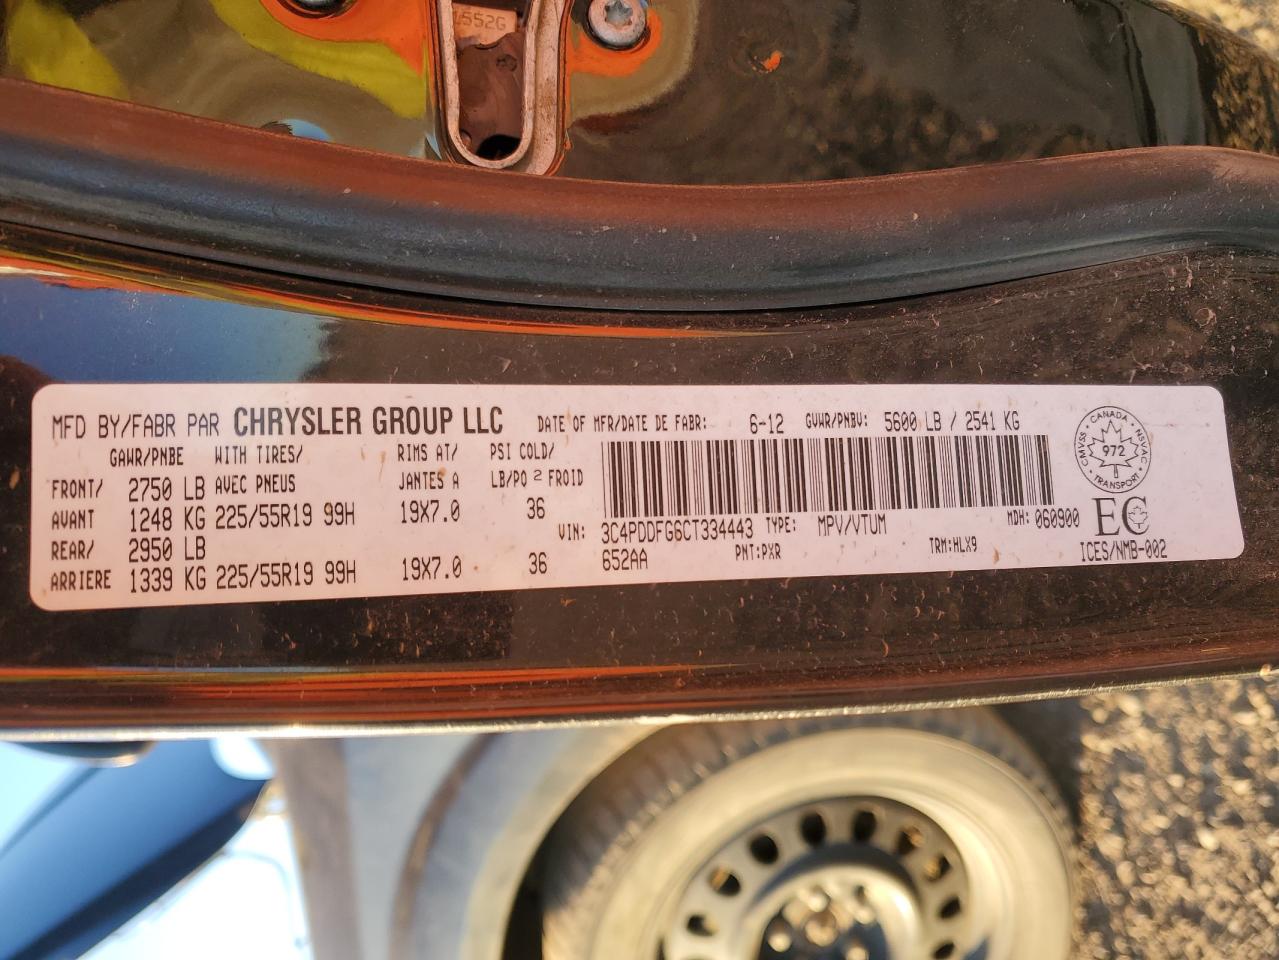 552G
MFD BY/FABR PAR CHRYSLER GROUP LLC DATE OF MFR/DATE DE FABR: 6-12 GVWR/PNBV: 5600 LB / 2541 KG
GAWR/PNBE WITH TIRES/ RIMS AT/ PSI COLD/
FRONT/ 2750 LB AVEC PNEUS JANTES A LB/PO 2 FROID
AVANT 1248 KG 225/55R19 99H 19X7.0 36
VIN: 3C4PDDFG6CT334443 TYPE: MPV/VTUM MDH: 060900
REAR/ 2950 LB
ARRIERE 1339 KG 225/55R19 99H 19X7.0 36
652AA PNT:PXR TRM:HLX9 ICES/NMB-002
CANADA
CMVSS 972 NSVAC
TRANSPORT
EC